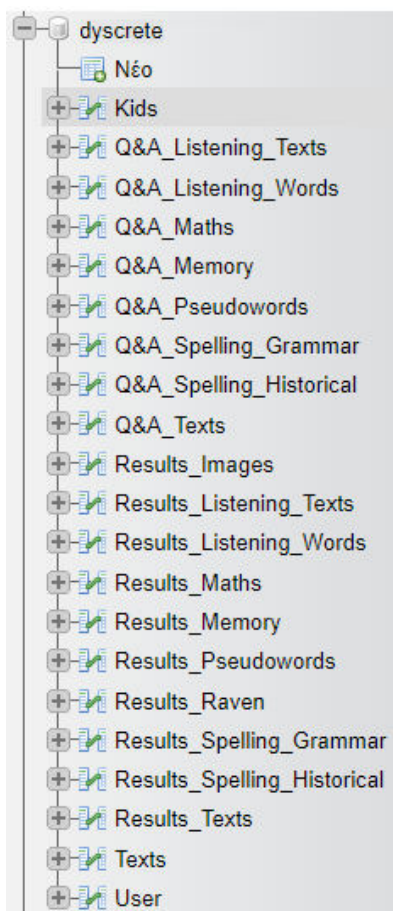 dyscrete
Νέο
Kids
Q&A_Listening_Texts
Q&A_Listening_Words
Q&A_Maths
Q&A_Memory
Q&A_Pseudowords
Q&A_Spelling_Grammar
Q&A_Spelling_Historical
Q&A_Texts
Results_Images
Results_Listening_Texts
Results_Listening_Words
Results_Maths
Results_Memory
Results_Pseudowords
Results_Raven
Results_Spelling_Grammar
Results_Spelling_Historical
Results_Texts
Texts
User